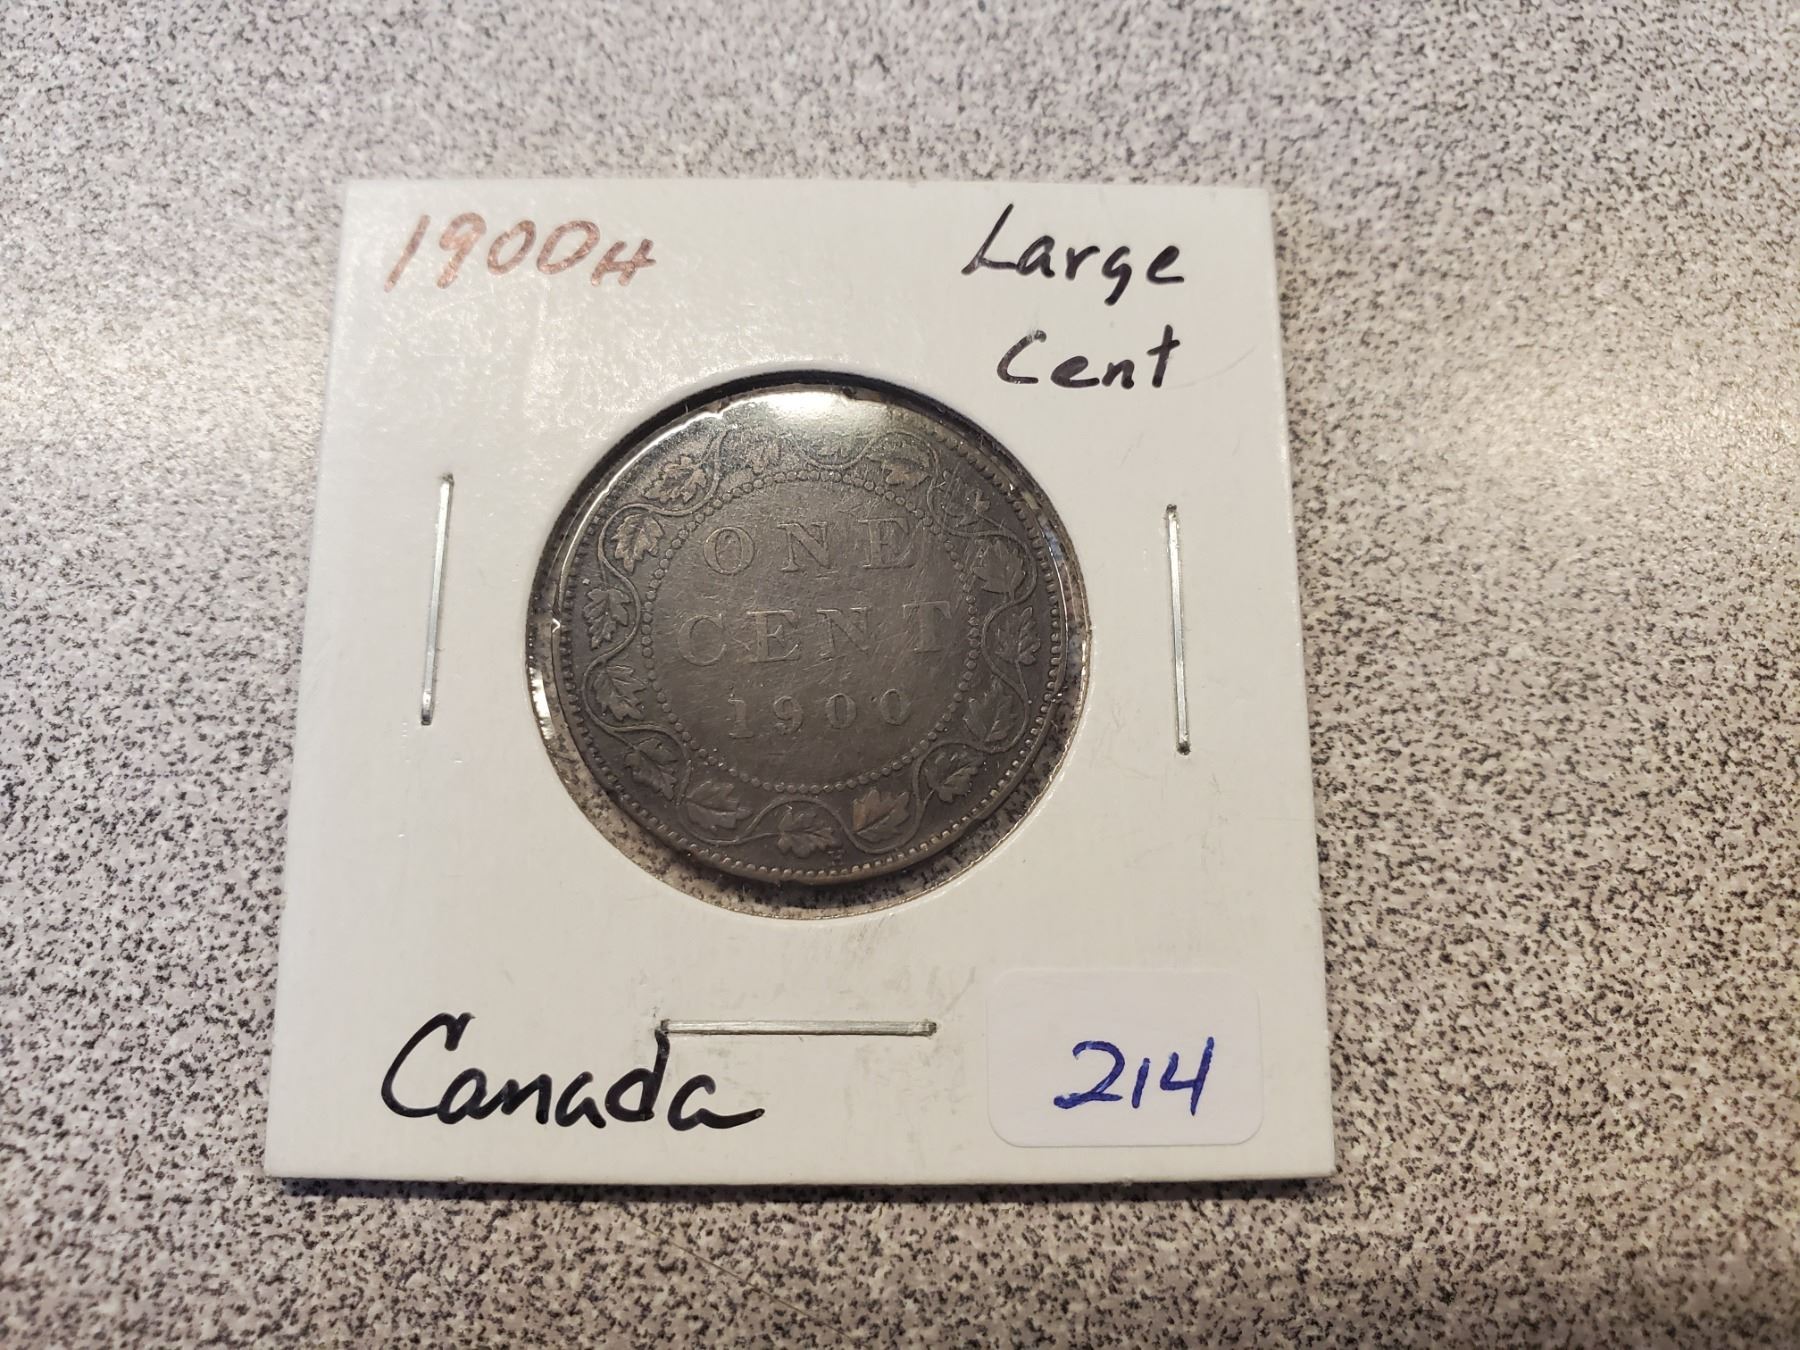 1900H
Large
Cent
ONE
CENT
1900
Canada
214